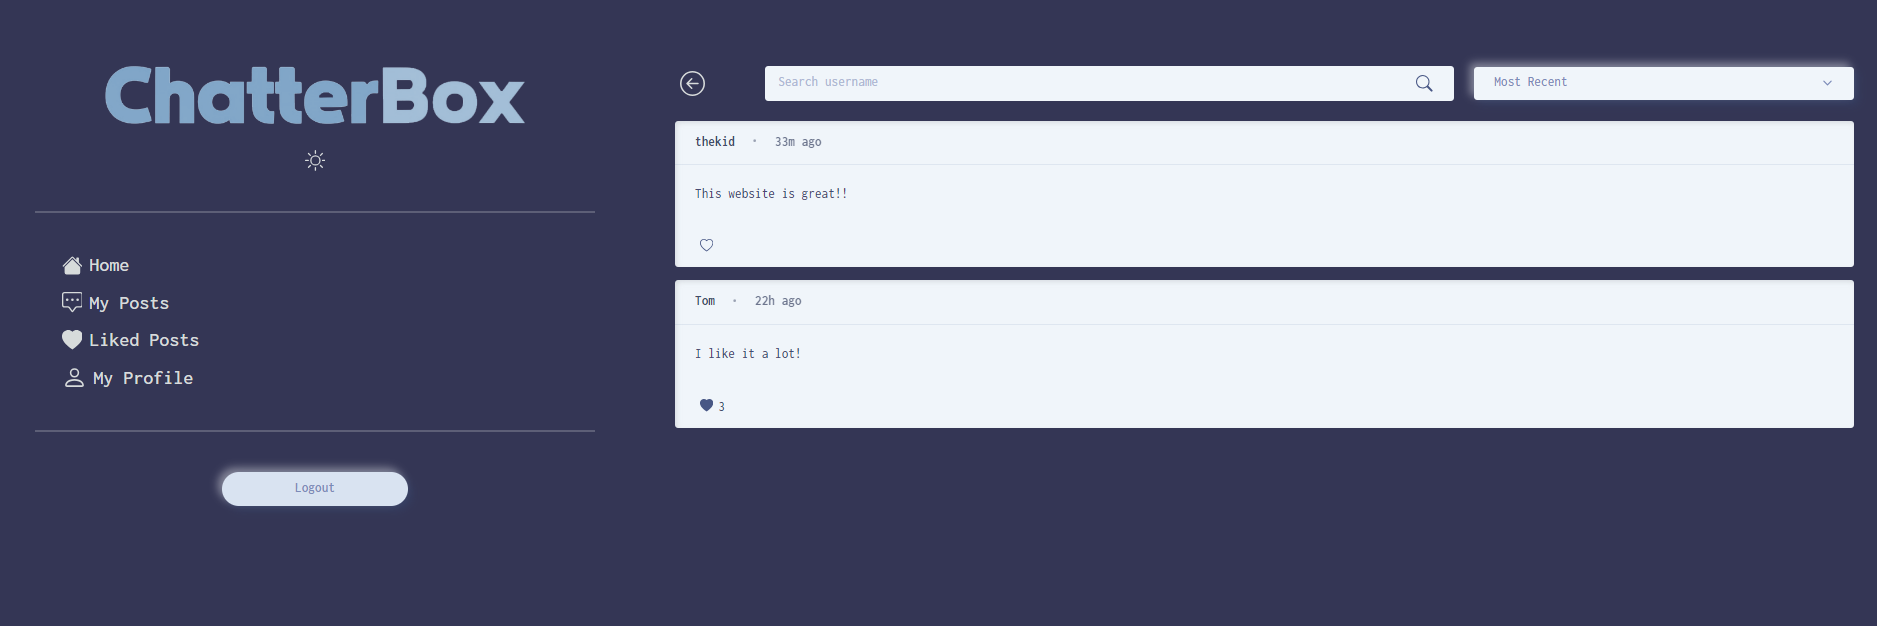 ChatterBox
Home
My Posts
Liked Posts
My Profile
Logout
Search username
Most Recent
thekid • 33m ago
This website is great!!
Tom • 22h ago
I like it a lot!
3